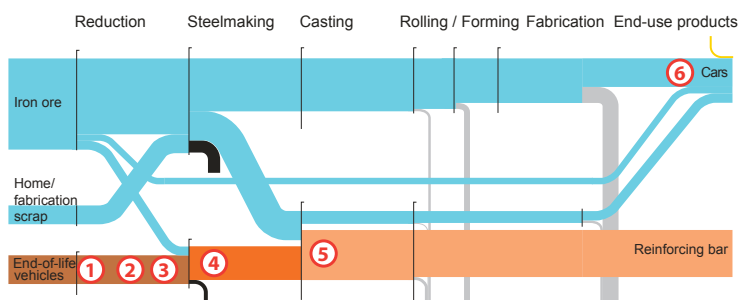 Reduction Steelmaking Casting Rolling / Forming Fabrication End-use products
6 Cars
Iron ore
Home/
fabrication
scrap
End-of-life
vehicles
1 2 3 4 5
Reinforcing bar